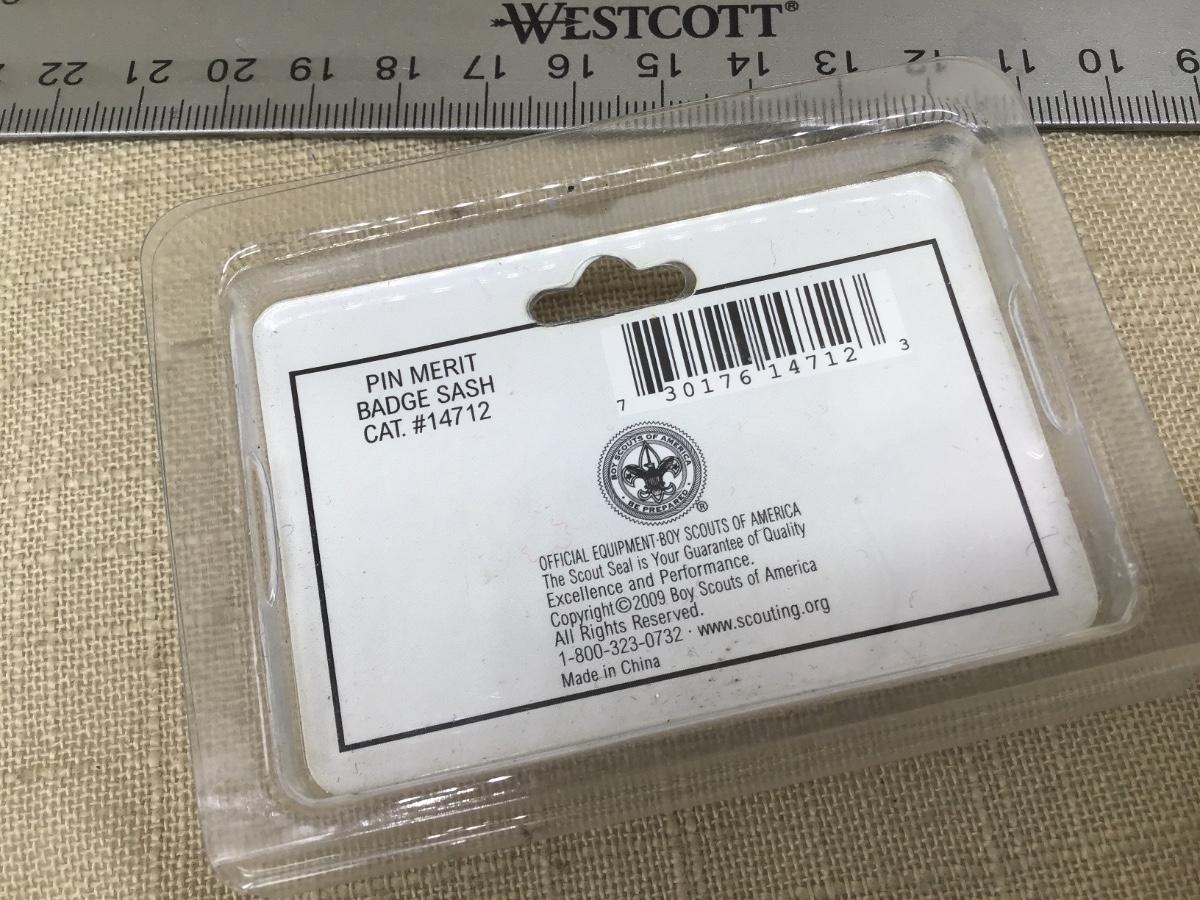 WESTCOTT®
22 21 20 19 18 17 16 15 14 13 12 11 10 9
PIN MERIT
BADGE SASH
CAT. #14712
7 30176 14712 3
BOY SCOUTS OF AMERICA
BE PREPARED
®
OFFICIAL EQUIPMENT·BOY SCOUTS OF AMERICA
The Scout Seal is Your Guarantee of Quality
Excellence and Performance.
Copyright©2009 Boy Scouts of America
All Rights Reserved.
1-800-323-0732 · www.scouting.org
Made in China